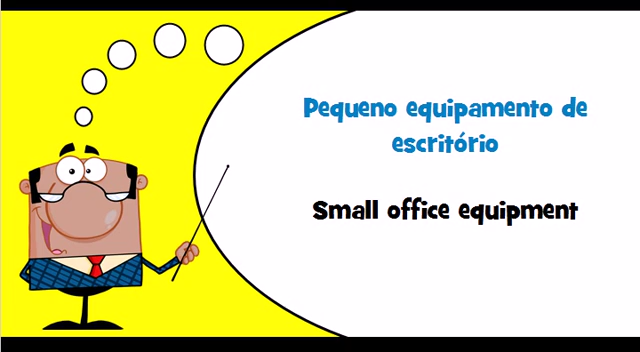 Pequeno equipamento de
escritório
Small office equipment